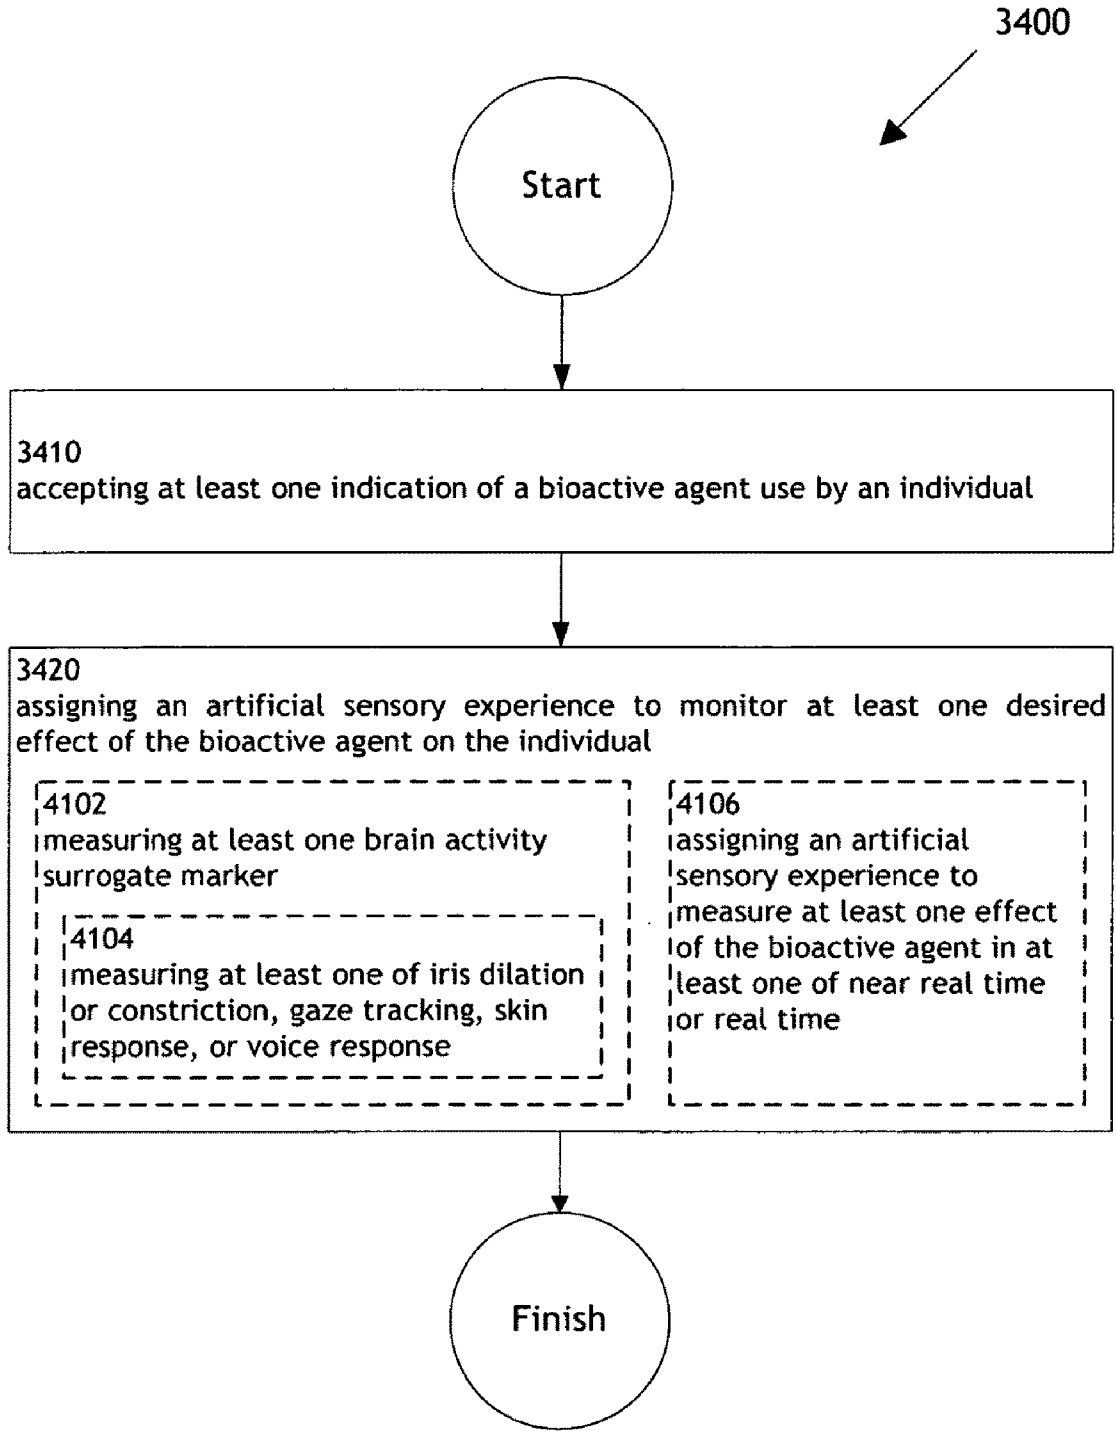 3400
Start
3410
accepting at least one indication of a bioactive agent use by an individual
3420
assigning an artificial sensory experience to monitor at least one desired
effect of the bioactive agent on the individual
4102
measuring at least one brain activity
surrogate marker
4104
measuring at least one of iris dilation
or constriction, gaze tracking, skin
response, or voice response
4106
assigning an artificial
sensory experience to
measure at least one effect
of the bioactive agent in at
least one of near real time
or real time
Finish